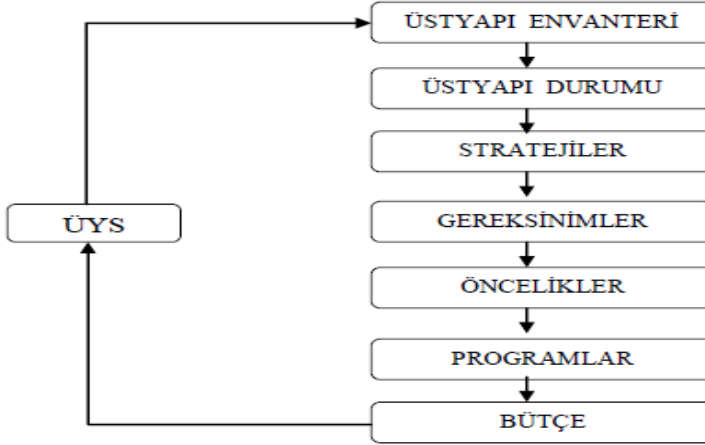 ÜSTYAPI ENVANTERİ
ÜSTYAPI DURUMU
STRATEJİLER
ÜYS
GEREKSİNİMLER
ÖNCELİKLER
PROGRAMLAR
BÜTÇE